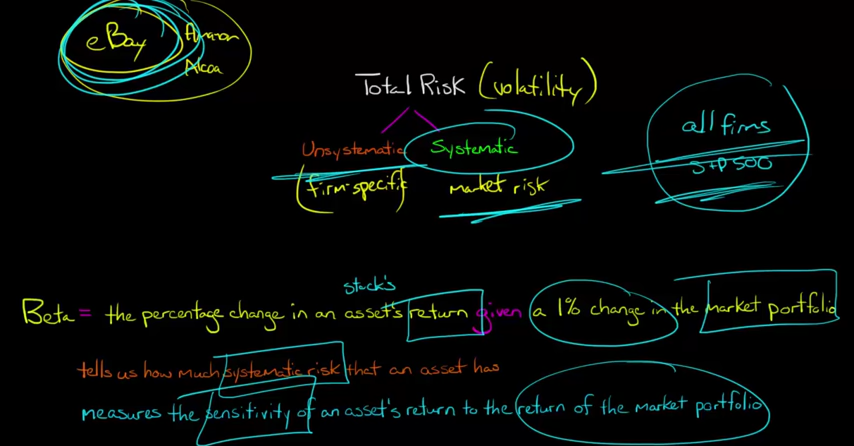 eBay
Amazon
Alcoa
Total Risk (volatility)
Unsystematic
Systematic
(firm-specific)
market risk
all firms
S+P 500
stock's
Beta = the percentage change in an asset's return given a 1% change in the market portfolio
tells us how much systematic risk that an asset has
measures the sensitivity of an asset's return to the return of the market portfolio